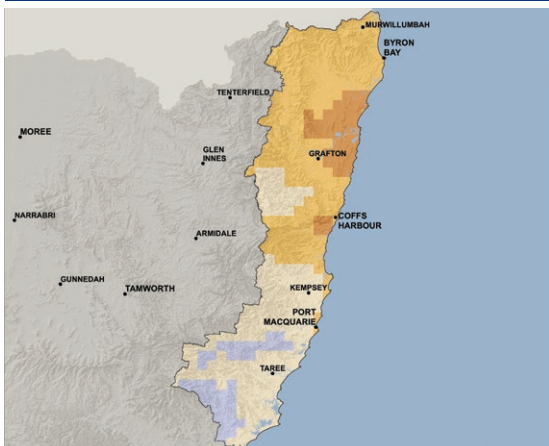 MURWILLUMBAH
BYRON
BAY
TENTERFIELD
MOREE
GLEN
INNES
GRAFTON
NARRABRI
COFFS
HARBOUR
ARMIDALE
GUNNEDAH
TAMWORTH
KEMPSEY
PORT
MACQUARIE
TAREE